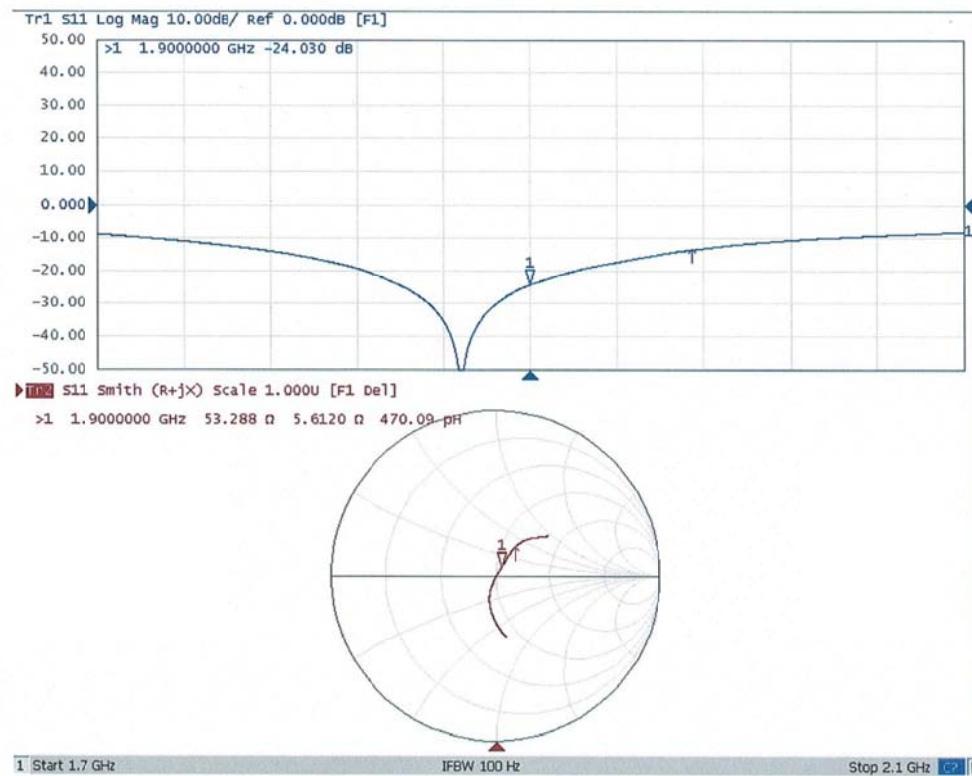 Tr1 S11 Log Mag 10.00dB/ Ref 0.000dB [F1]
50.00
>1 1.9000000 GHz -24.030 dB
40.00
30.00
20.00
10.00
0.000
1
-10.00
1
-20.00
-30.00
-40.00
-50.00
Tr2 S11 Smith (R+jX) Scale 1.000U [F1 Del]
>1 1.9000000 GHz 53.288 Ω 5.6120 Ω 470.09 pH
1
1 Start 1.7 GHz IFBW 100 Hz Stop 2.1 GHz C?